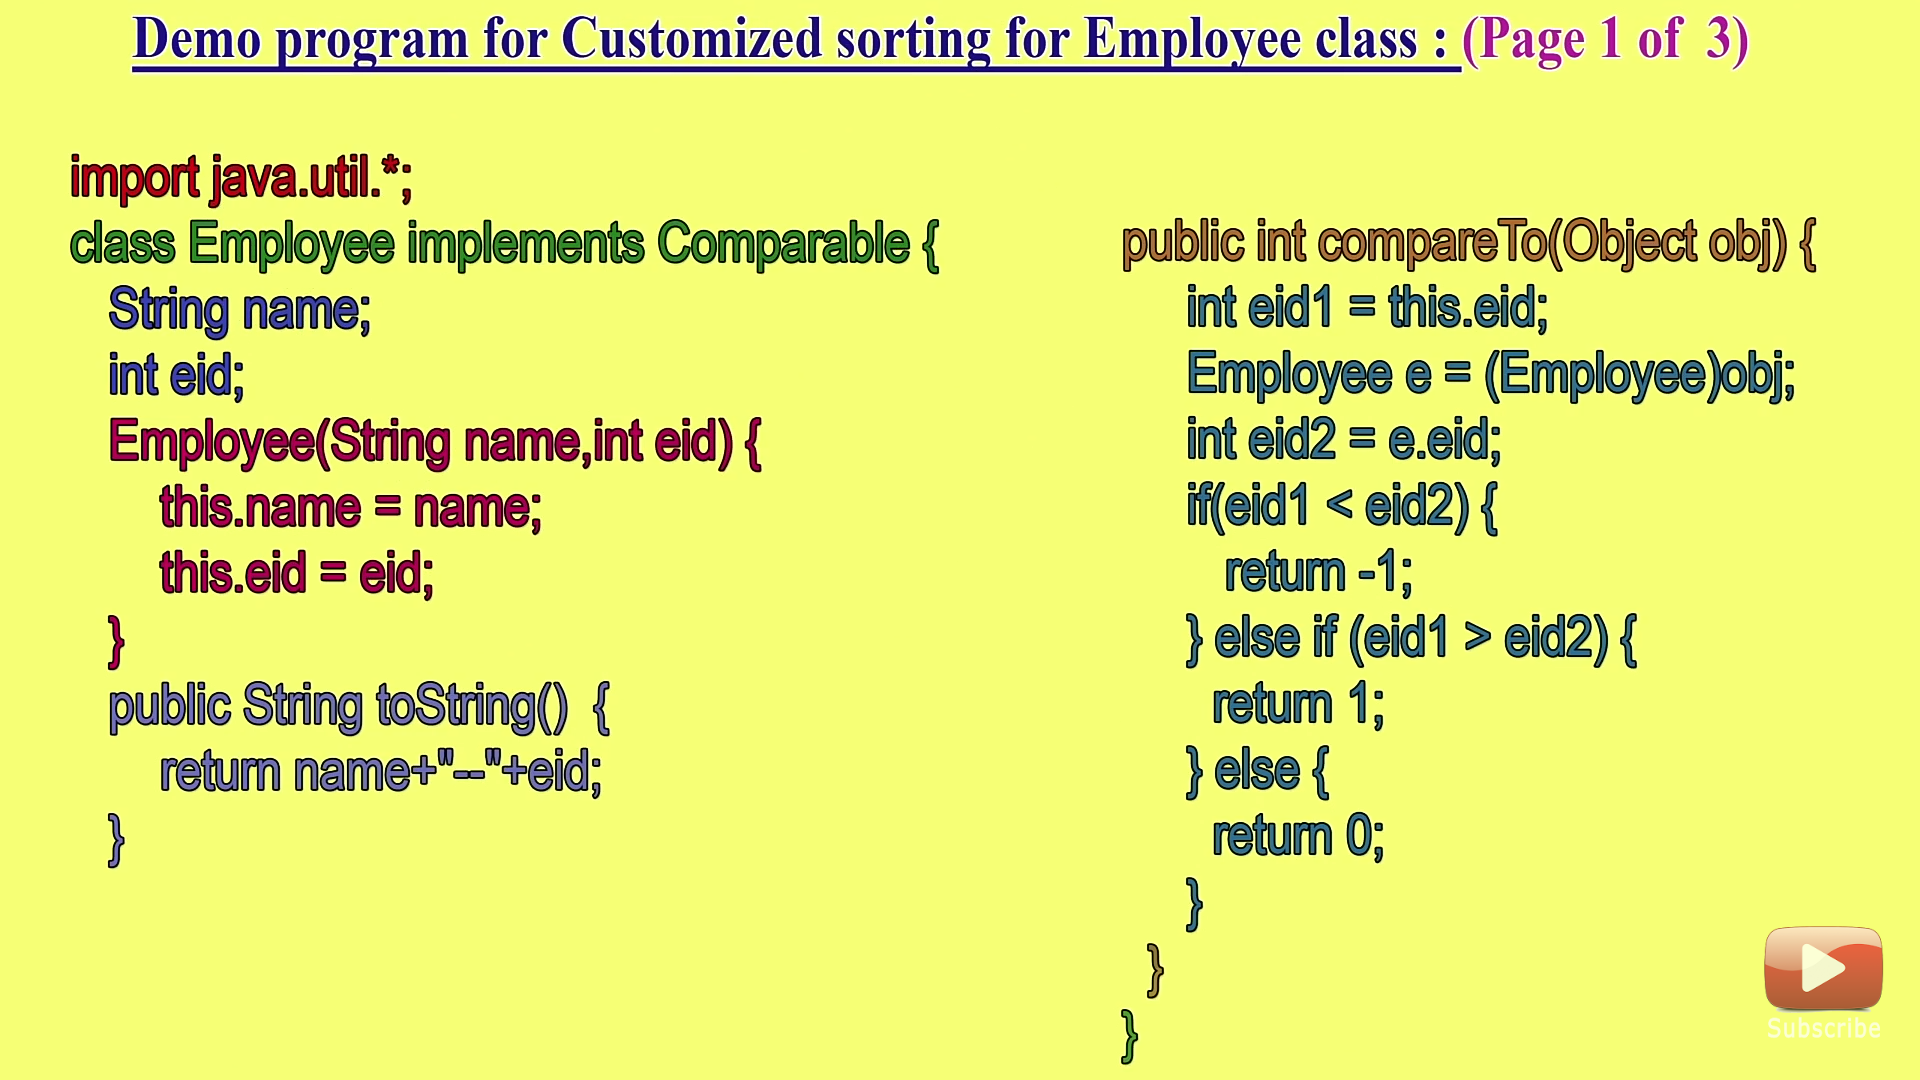 Demo program for Customized sorting for Employee class : (Page 1 of 3)
import java.util.*;
class Employee implements Comparable {
String name;
int eid;
Employee(String name,int eid) {
this.name = name;
this.eid = eid;
}
public String toString() {
return name+"--"+eid;
}
public int compareTo(Object obj) {
int eid1 = this.eid;
Employee e = (Employee)obj;
int eid2 = e.eid;
if(eid1 < eid2) {
return -1;
} else if (eid1 > eid2) {
return 1;
} else {
return 0;
}
}
}
Subscribe